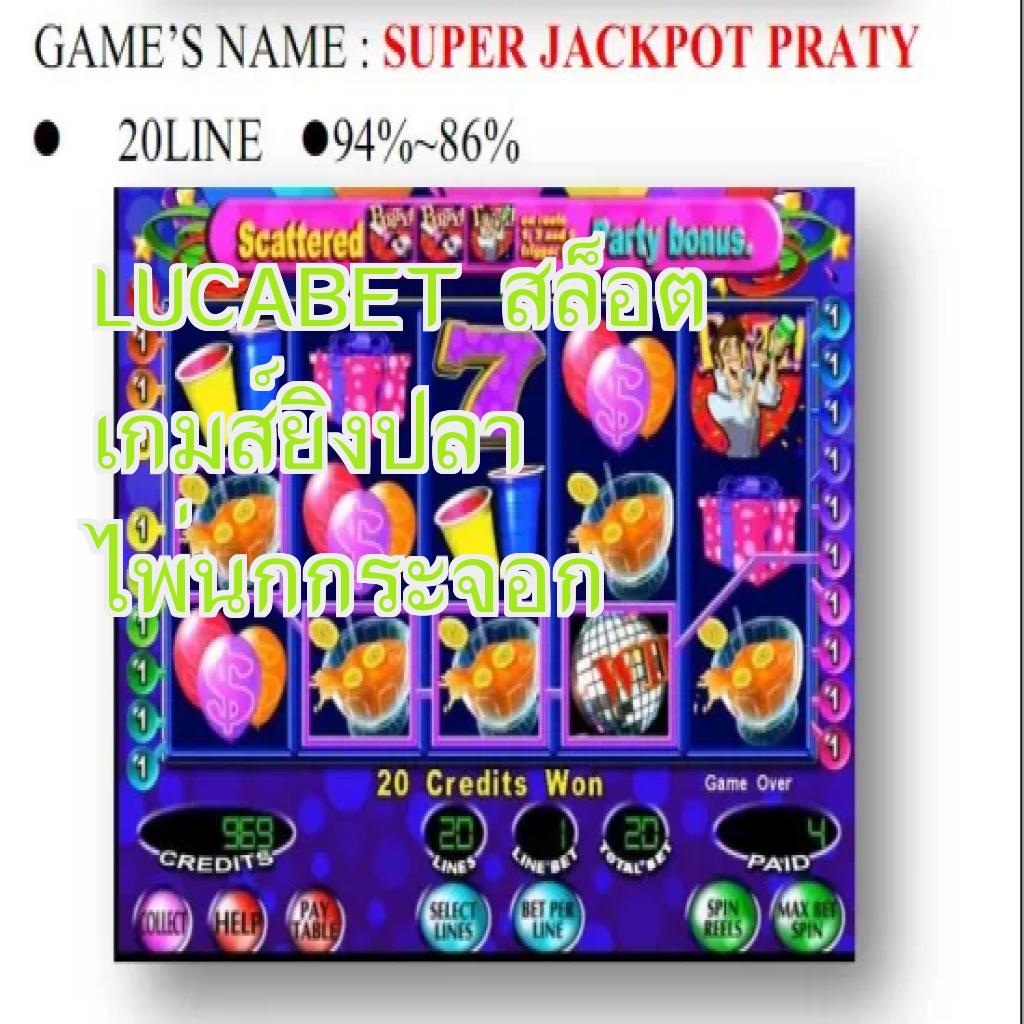 GAME'S NAME : SUPER JACKPOT PRATY
● 20LINE ●94%~86%
Scattered
Party bonus.
LUCABET สล็อต
เกมส์ยิงปลา
ไพ่นกกระจอก
20 Credits Won
Game Over
969
20
1
20
4
CREDITS
LINES
LINE BET
TOTAL BET
PAID
COLLECT
HELP
PAY TABLE
SELECT LINES
BET PER LINE
SPIN REELS
MAX BET SPIN